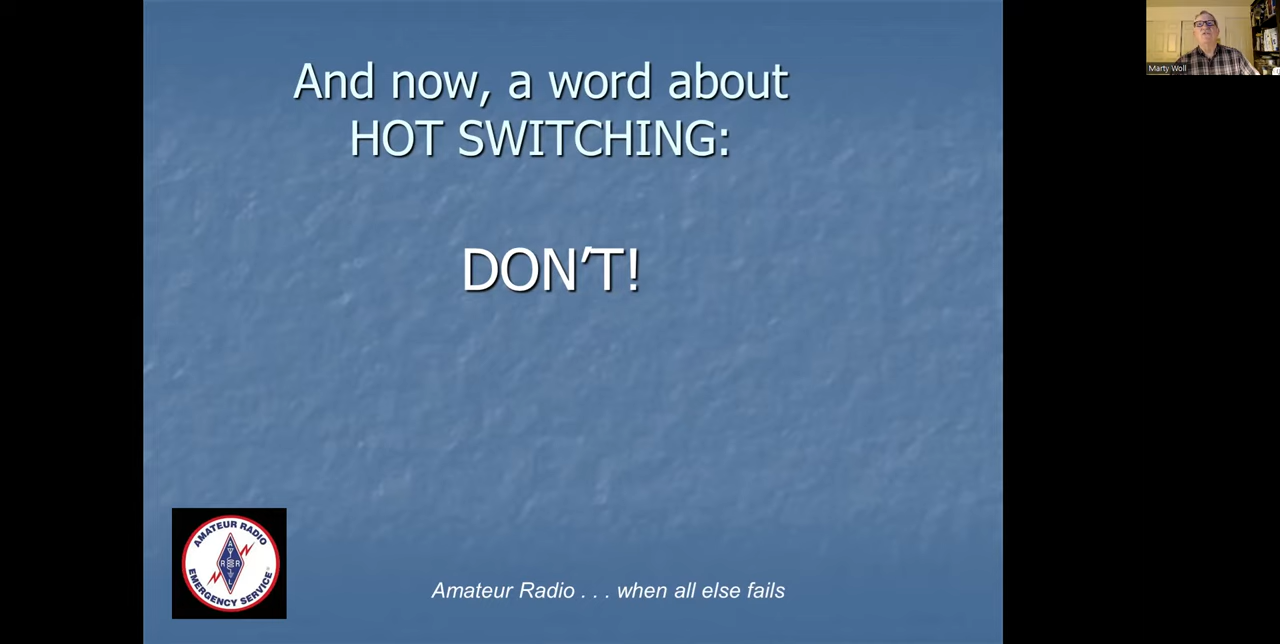 And now, a word about
HOT SWITCHING:
DON'T!
AMATEUR RADIO
ARRL
EMERGENCY SERVICE
Amateur Radio . . . when all else fails
Marty Woll